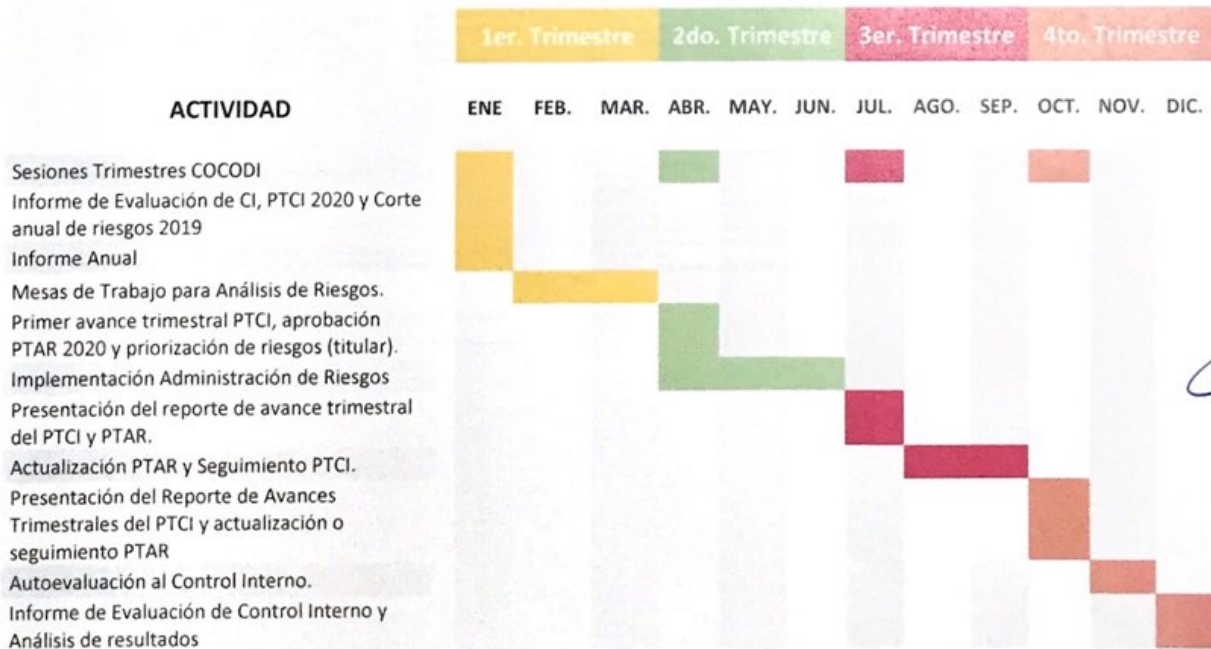 1er. Trimestre 2do. Trimestre 3er. Trimestre 4to. Trimestre
ACTIVIDAD ENE FEB. MAR. ABR. MAY. JUN. JUL. AGO. SEP. OCT. NOV. DIC.
Sesiones Trimestres COCODI
Informe de Evaluación de CI, PTCI 2020 y Corte
anual de riesgos 2019
Informe Anual
Mesas de Trabajo para Análisis de Riesgos.
Primer avance trimestral PTCI, aprobación
PTAR 2020 y priorización de riesgos (titular).
Implementación Administración de Riesgos
Presentación del reporte de avance trimestral
del PTCI y PTAR.
Actualización PTAR y Seguimiento PTCI.
Presentación del Reporte de Avances
Trimestrales del PTCI y actualización o
seguimiento PTAR
Autoevaluación al Control Interno.
Informe de Evaluación de Control Interno y
Análisis de resultados